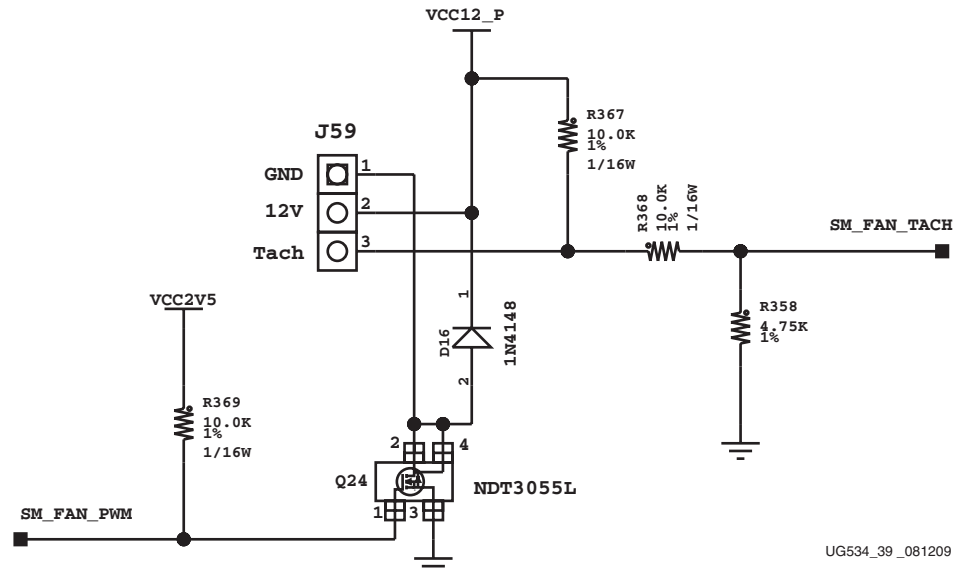 VCC12_P
R367
10.0K
1%
1/16W
J59
GND
1
12V
2
Tach
3
R368
10.0K
1%
1/16W
SM_FAN_TACH
R358
4.75K
1%
1
D16
1N4148
2
VCC2V5
R369
10.0K
1%
1/16W
2
4
Q24
NDT3055L
1
3
SM_FAN_PWM
UG534_39 _081209